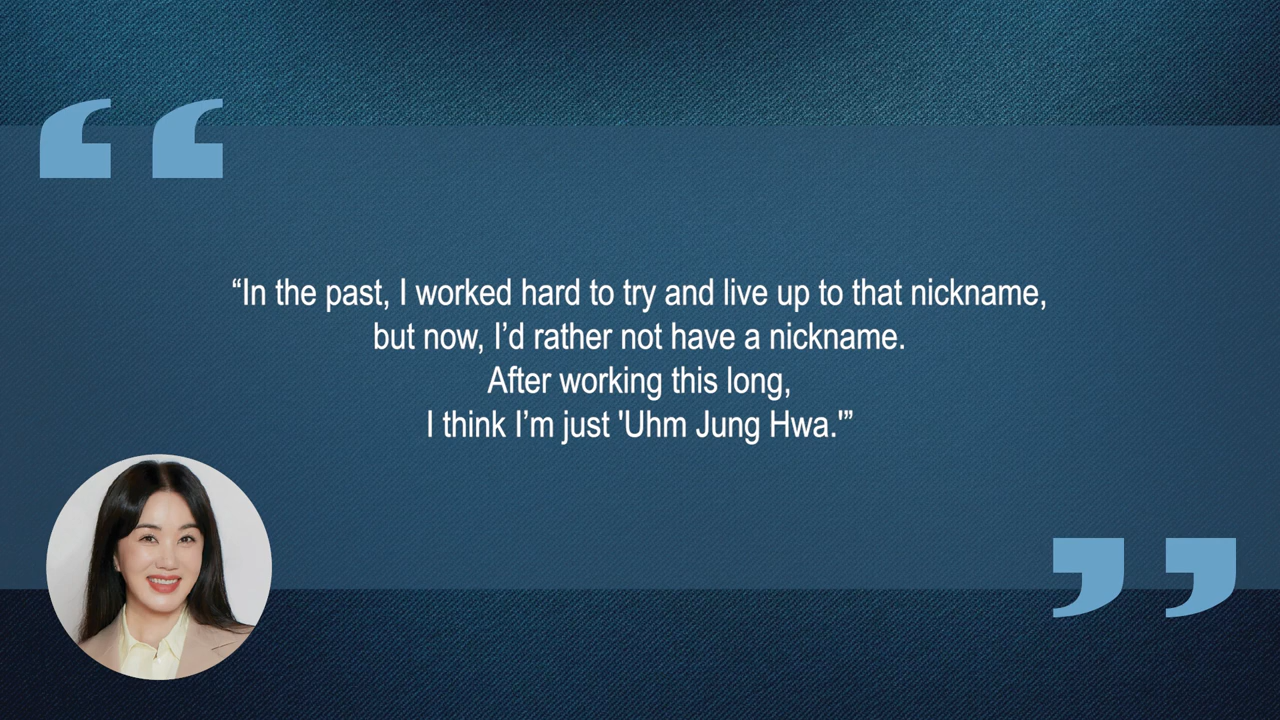 “In the past, I worked hard to try and live up to that nickname,
but now, I’d rather not have a nickname.
After working this long,
I think I’m just 'Uhm Jung Hwa.'”